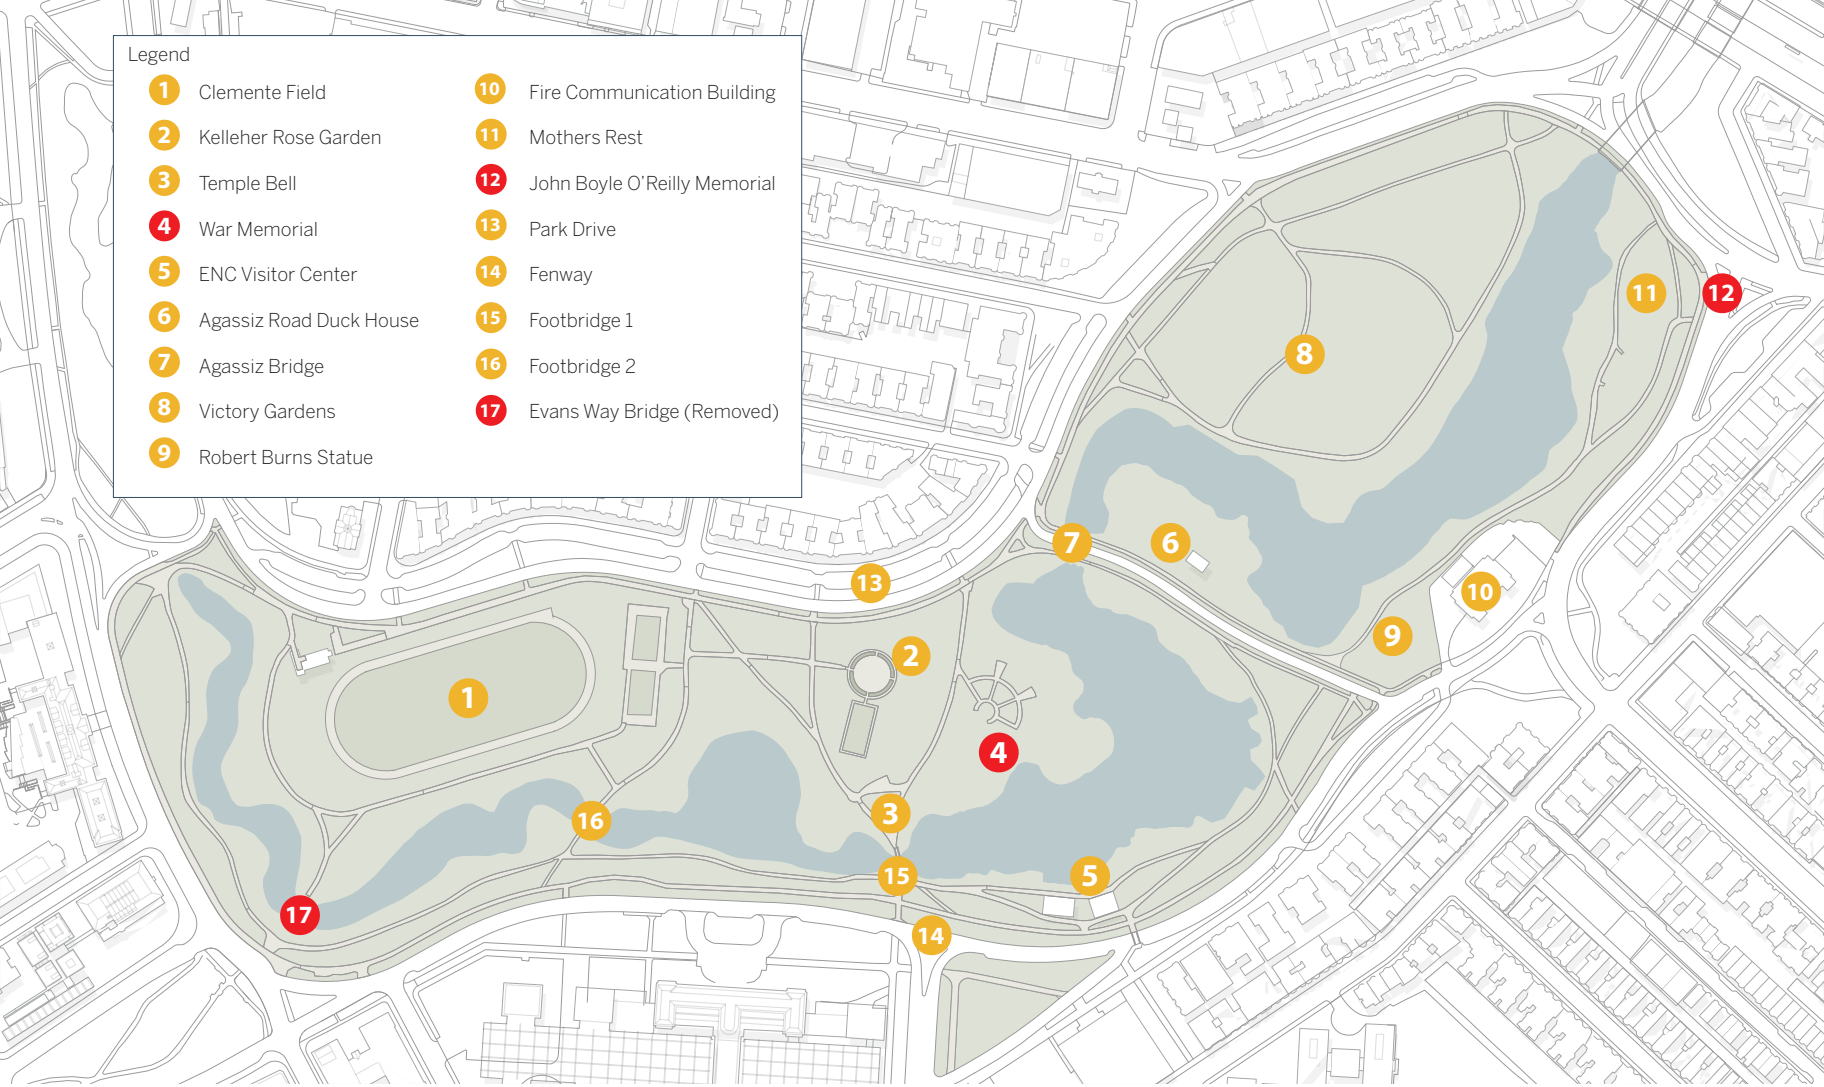 Legend
1 Clemente Field
2 Kelleher Rose Garden
3 Temple Bell
4 War Memorial
5 ENC Visitor Center
6 Agassiz Road Duck House
7 Agassiz Bridge
8 Victory Gardens
9 Robert Burns Statue
10 Fire Communication Building
11 Mothers Rest
12 John Boyle O’Reilly Memorial
13 Park Drive
14 Fenway
15 Footbridge 1
16 Footbridge 2
17 Evans Way Bridge (Removed)
11
12
8
7
6
13
10
9
2
1
4
3
16
15
5
17
14